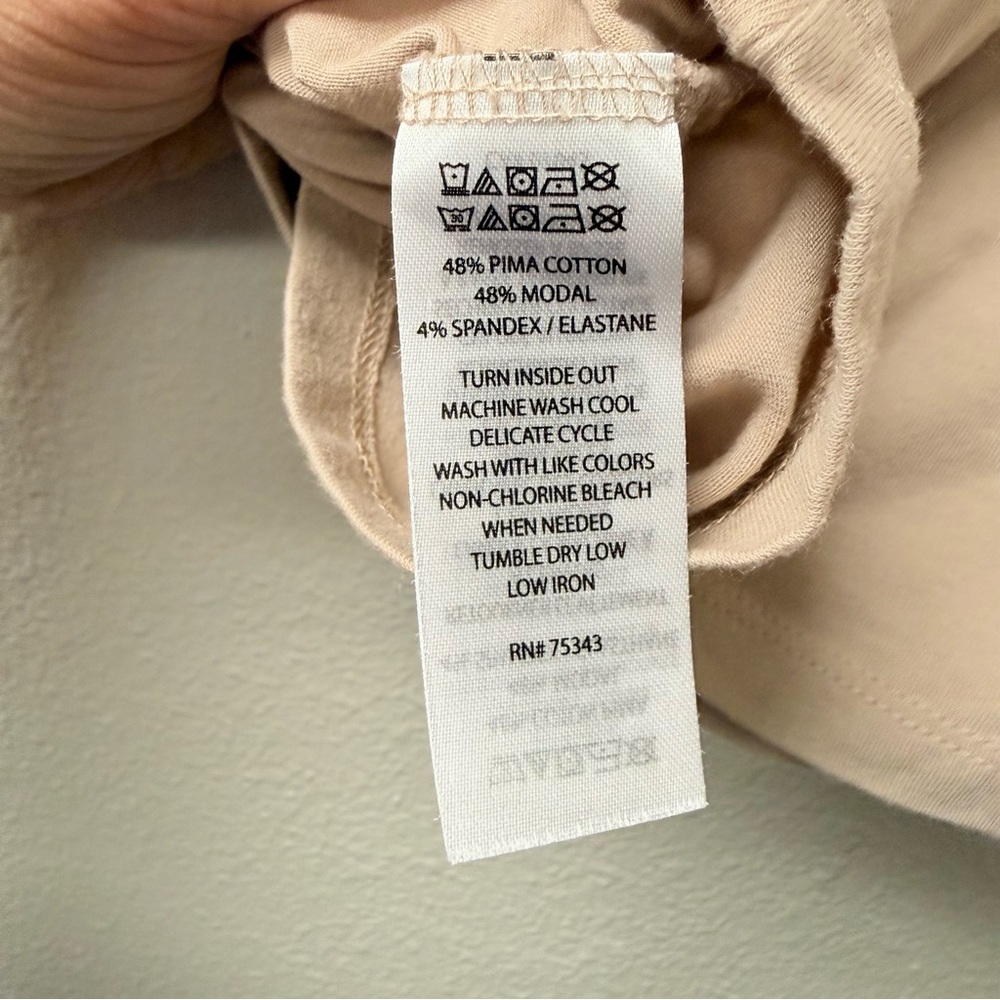 30
48% PIMA COTTON
48% MODAL
4% SPANDEX / ELASTANE
TURN INSIDE OUT
MACHINE WASH COOL
DELICATE CYCLE
WASH WITH LIKE COLORS
NON-CHLORINE BLEACH
WHEN NEEDED
TUMBLE DRY LOW
LOW IRON
RN# 75343